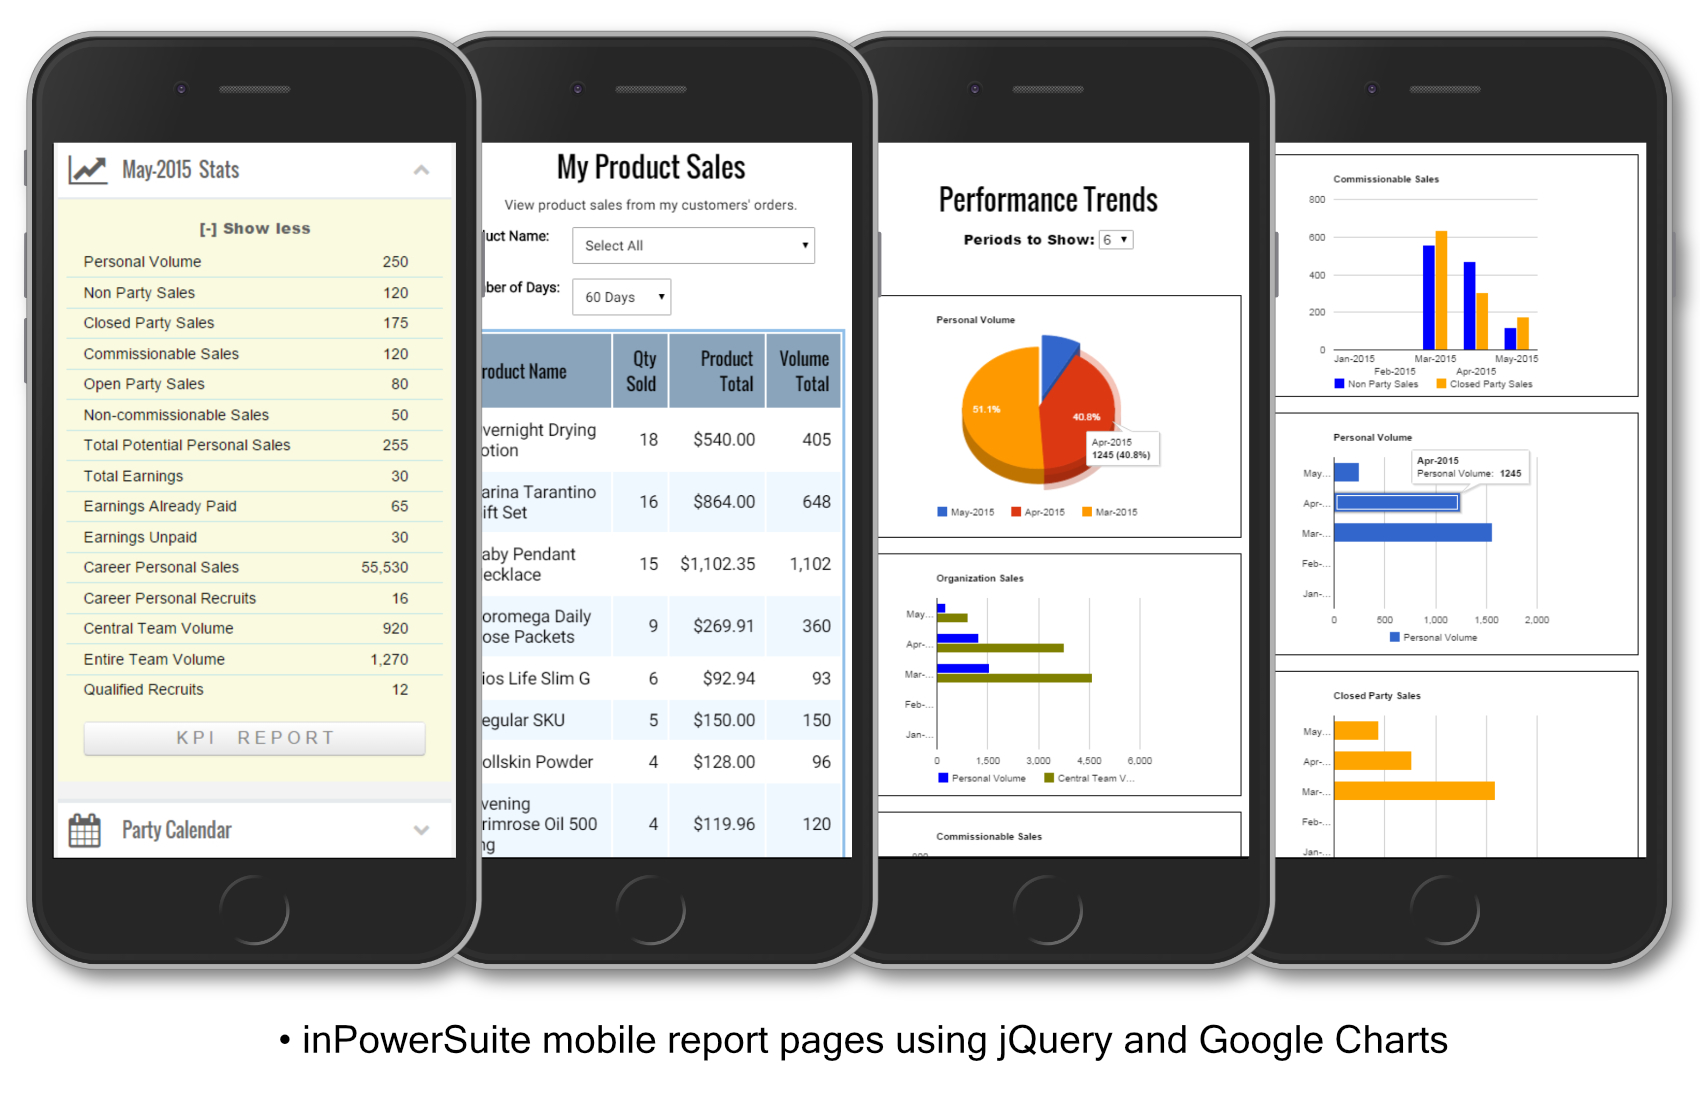 May-2015 Stats
[-] Show less
Personal Volume 250
Non Party Sales 120
Closed Party Sales 175
Commissionable Sales 120
Open Party Sales 80
Non-commissionable Sales 50
Total Potential Personal Sales 255
Total Earnings 30
Earnings Already Paid 65
Earnings Unpaid 30
Career Personal Sales 55,530
Career Personal Recruits 16
Central Team Volume 920
Entire Team Volume 1,270
Qualified Recruits 12
KPI REPORT
Party Calendar
My Product Sales
View product sales from my customers' orders.
uct Name: Select All
ber of Days: 60 Days
roduct Name Qty Sold Product Total Volume Total
vernight Drying
otion 18 $540.00 405
arina Tarantino
ift Set 16 $864.00 648
aby Pendant
ecklace 15 $1,102.35 1,102
oromega Daily
ose Packets 9 $269.91 360
ios Life Slim G 6 $92.94 93
egular SKU 5 $150.00 150
ollskin Powder 4 $128.00 96
vening
rimrose Oil 500 4 $119.96 120
ng
Performance Trends
Periods to Show: 6
Personal Volume
51.1%
40.8%
Apr-2015
1245 (40.8%)
May-2015 Apr-2015 Mar-2015
Organization Sales
May...
Apr-...
Mar-...
Feb-...
Jan-...
0 1,500 3,000 4,500 6,000
Personal Volume Central Team V...
Commissionable Sales
800
Commissionable Sales
800
600
400
200
0
Jan-2015 Mar-2015 May-2015
Feb-2015 Apr-2015
Non Party Sales Closed Party Sales
Personal Volume
Apr-2015
Personal Volume: 1245
May...
Apr-...
Mar-...
Feb-...
Jan-...
0 500 1,000 1,500 2,000
Personal Volume
Closed Party Sales
May...
Apr-...
Mar-...
Feb-...
Jan-...
• inPowerSuite mobile report pages using jQuery and Google Charts